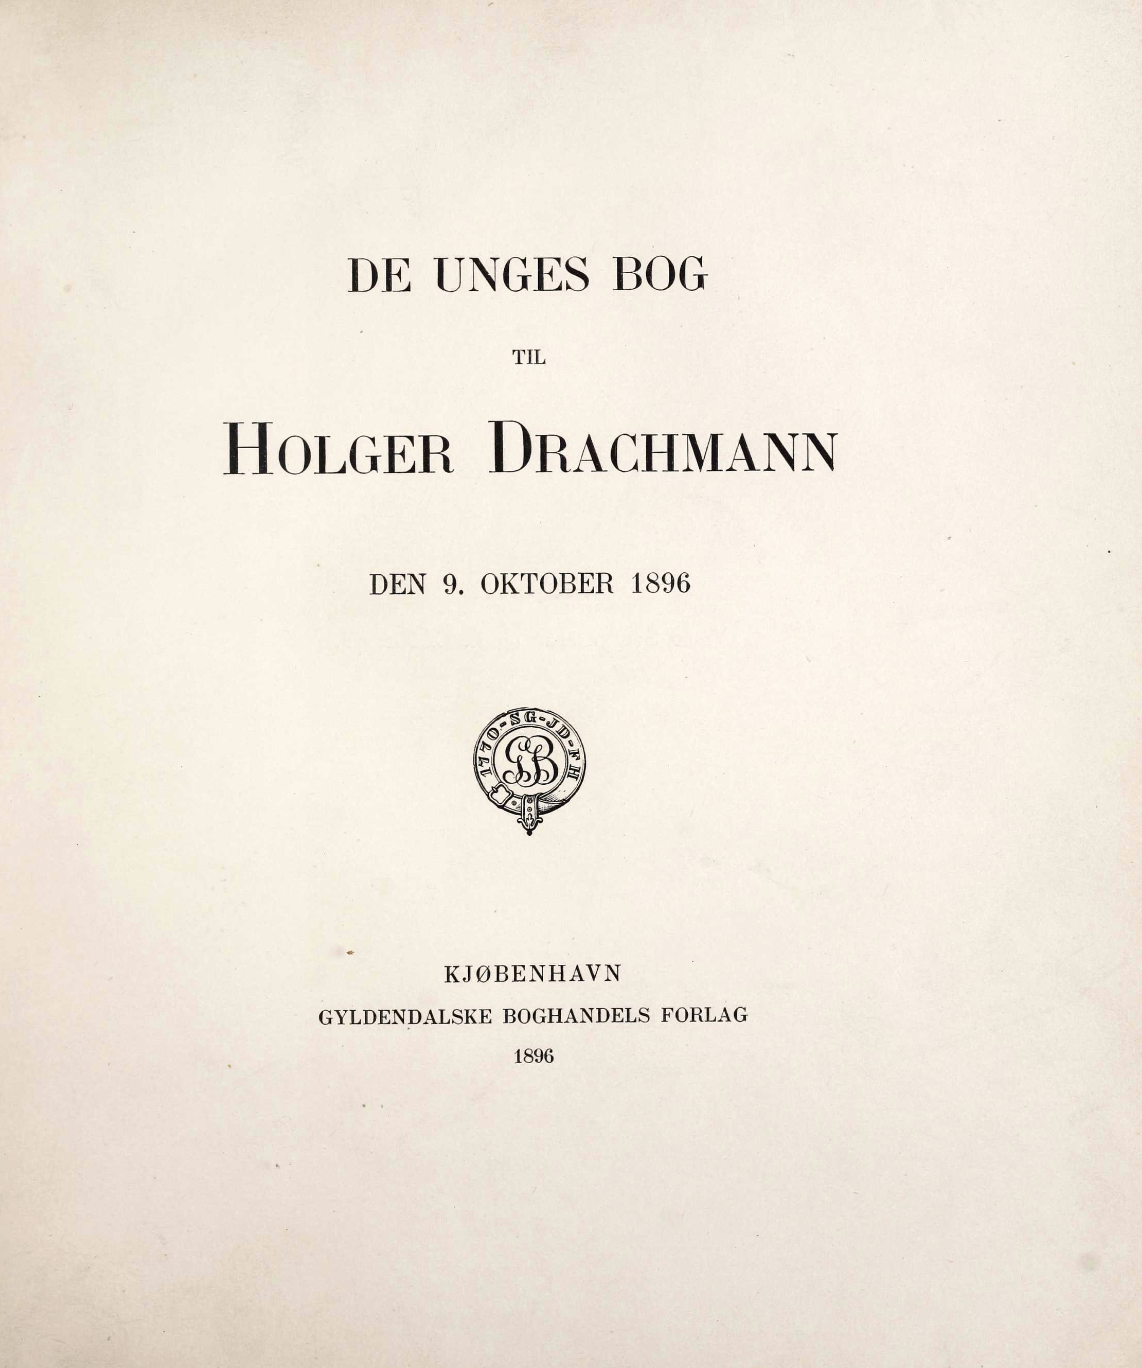 DE UNGES BOG
TIL
HOLGER DRACHMANN
DEN 9. OKTOBER 1896
1770-SG-JD-FH
GB
KJØBENHAVN
GYLDENDALSKE BOGHANDELS FORLAG
1896